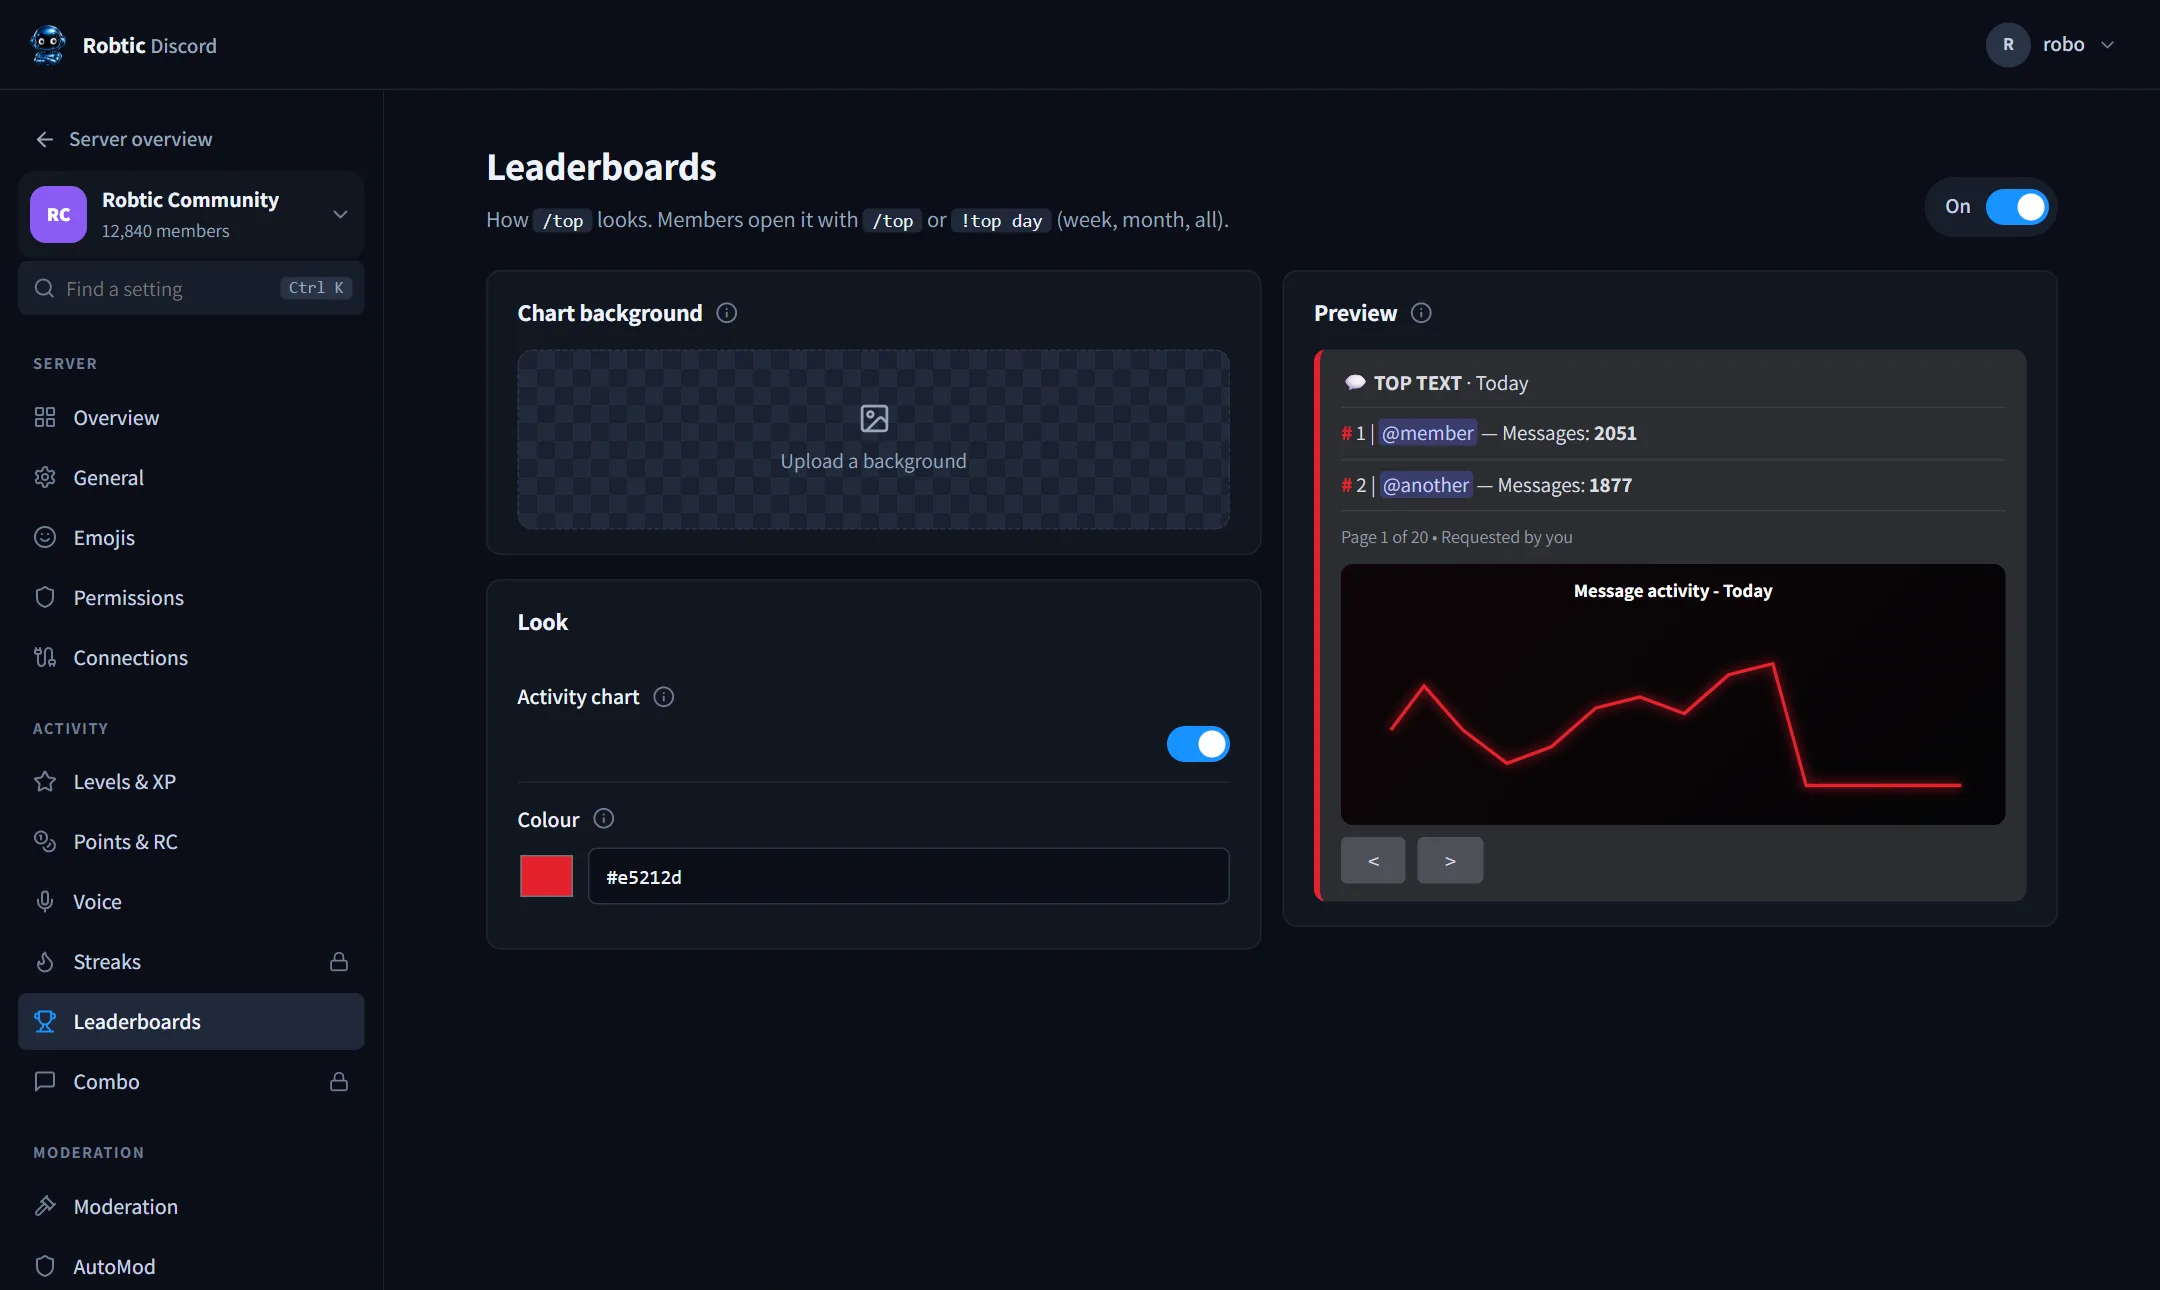 Robtic Discord
R robo
Server overview
RC
Robtic Community
12,840 members
Find a setting Ctrl K
SERVER
Overview
General
Emojis
Permissions
Connections
ACTIVITY
Levels & XP
Points & RC
Voice
Streaks
Leaderboards
Combo
MODERATION
Moderation
AutoMod
Leaderboards
How /top looks. Members open it with /top or !top day (week, month, all).
On
Chart background
Upload a background
Look
Activity chart
Colour
#e5212d
Preview
TOP TEXT · Today
#1 | @member — Messages: 2051
#2 | @another — Messages: 1877
Page 1 of 20 • Requested by you
Message activity - Today
< >